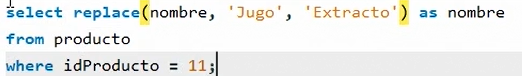 select replace(nombre, 'Jugo', 'Extracto') as nombre
from producto
where idProducto = 11;